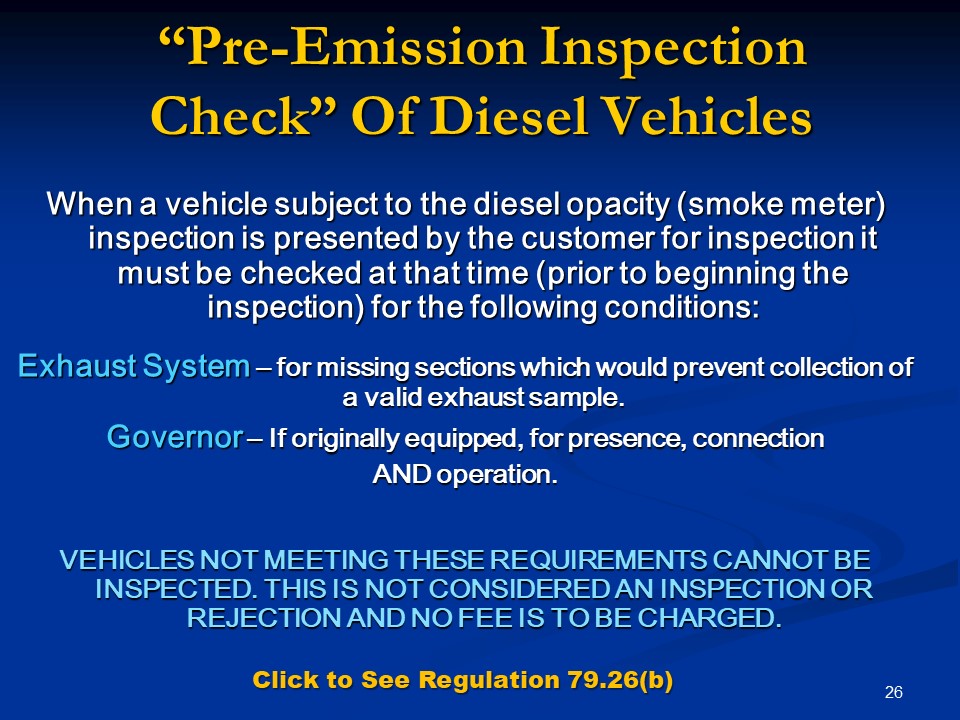 “Pre-Emission Inspection
Check” Of Diesel Vehicles
When a vehicle subject to the diesel opacity (smoke meter)
inspection is presented by the customer for inspection it
must be checked at that time (prior to beginning the
inspection) for the following conditions:
Exhaust System – for missing sections which would prevent collection of
a valid exhaust sample.
Governor – If originally equipped, for presence, connection
AND operation.
VEHICLES NOT MEETING THESE REQUIREMENTS CANNOT BE
INSPECTED. THIS IS NOT CONSIDERED AN INSPECTION OR
REJECTION AND NO FEE IS TO BE CHARGED.
Click to See Regulation 79.26(b)
26